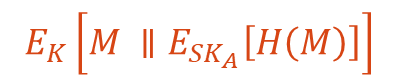 E_K [M ∥ E_{SK_A} [H(M)]]